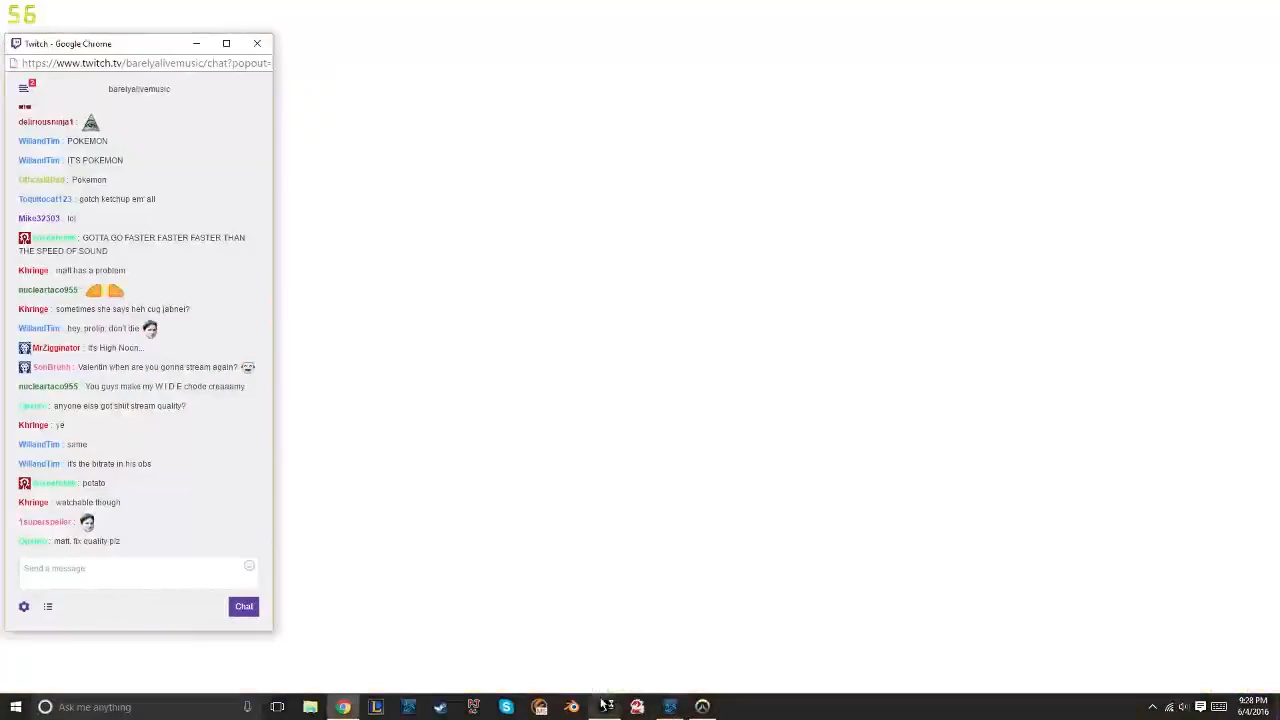 56
Twitch - Google Chrome
https://www.twitch.tv/barelyalivemusic/chat?popout=
2
barelyalivemusic
deliriousninja1 :
WillandTim : POKEMON
WillandTim : IT'S POKEMON
: Pokemon
Toquitocat123 : gotch ketchup em' all
Mike32303 : lol
: GOTTA GO FASTER FASTER FASTER THAN
THE SPEED OF SOUND
Khringe : matt has a problem
nucleartaco955 :
Khringe : sometimes she says heh cug jabnei?
WillandTim : hey, prolip, don't die
MrZigginator : It's High Noon...
SonBruhh : Valentin when are you gonna stream again?
nucleartaco955 : You guys make my W I D E chode creaaamy.
: anyone else got shiit stream quality?
Khringe : ye
WillandTim : same
WillandTim : it's the bitrate in his obs
: potato
Khringe : watchable though
1superspeller :
: matt. fix quality plz
Send a message
Chat
Ask me anything
9:28 PM
6/4/2016